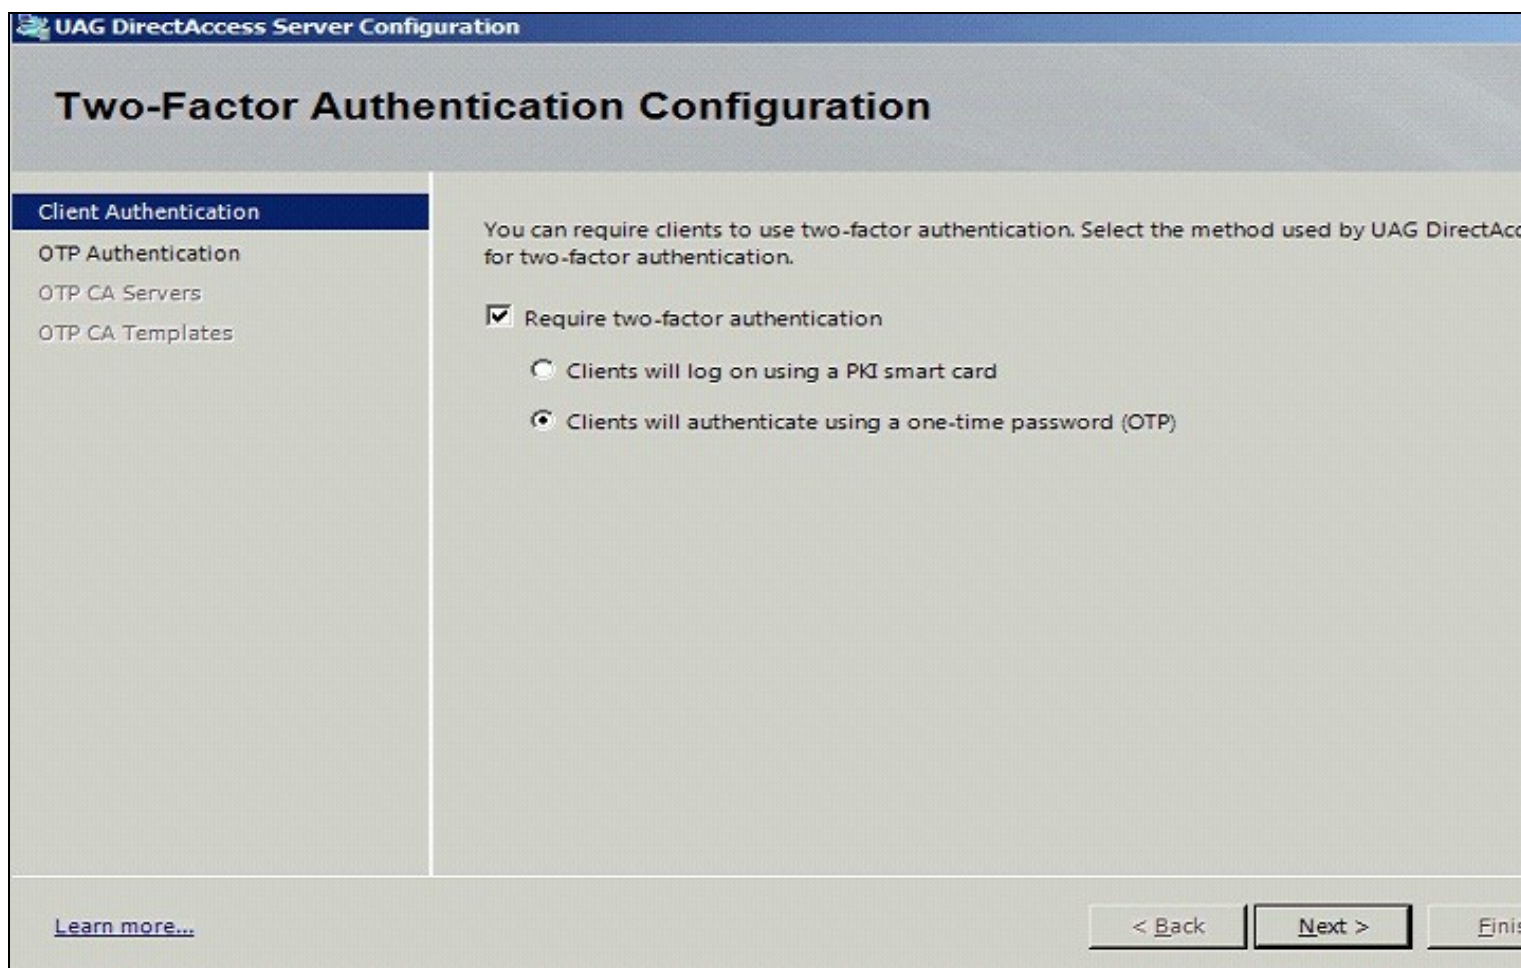 UAG DirectAccess Server Configuration
Two-Factor Authentication Configuration
Client Authentication
OTP Authentication
OTP CA Servers
OTP CA Templates
You can require clients to use two-factor authentication. Select the method used by UAG DirectAcc
for two-factor authentication.
Require two-factor authentication
Clients will log on using a PKI smart card
Clients will authenticate using a one-time password (OTP)
Learn more...
< Back
Next >
Finis